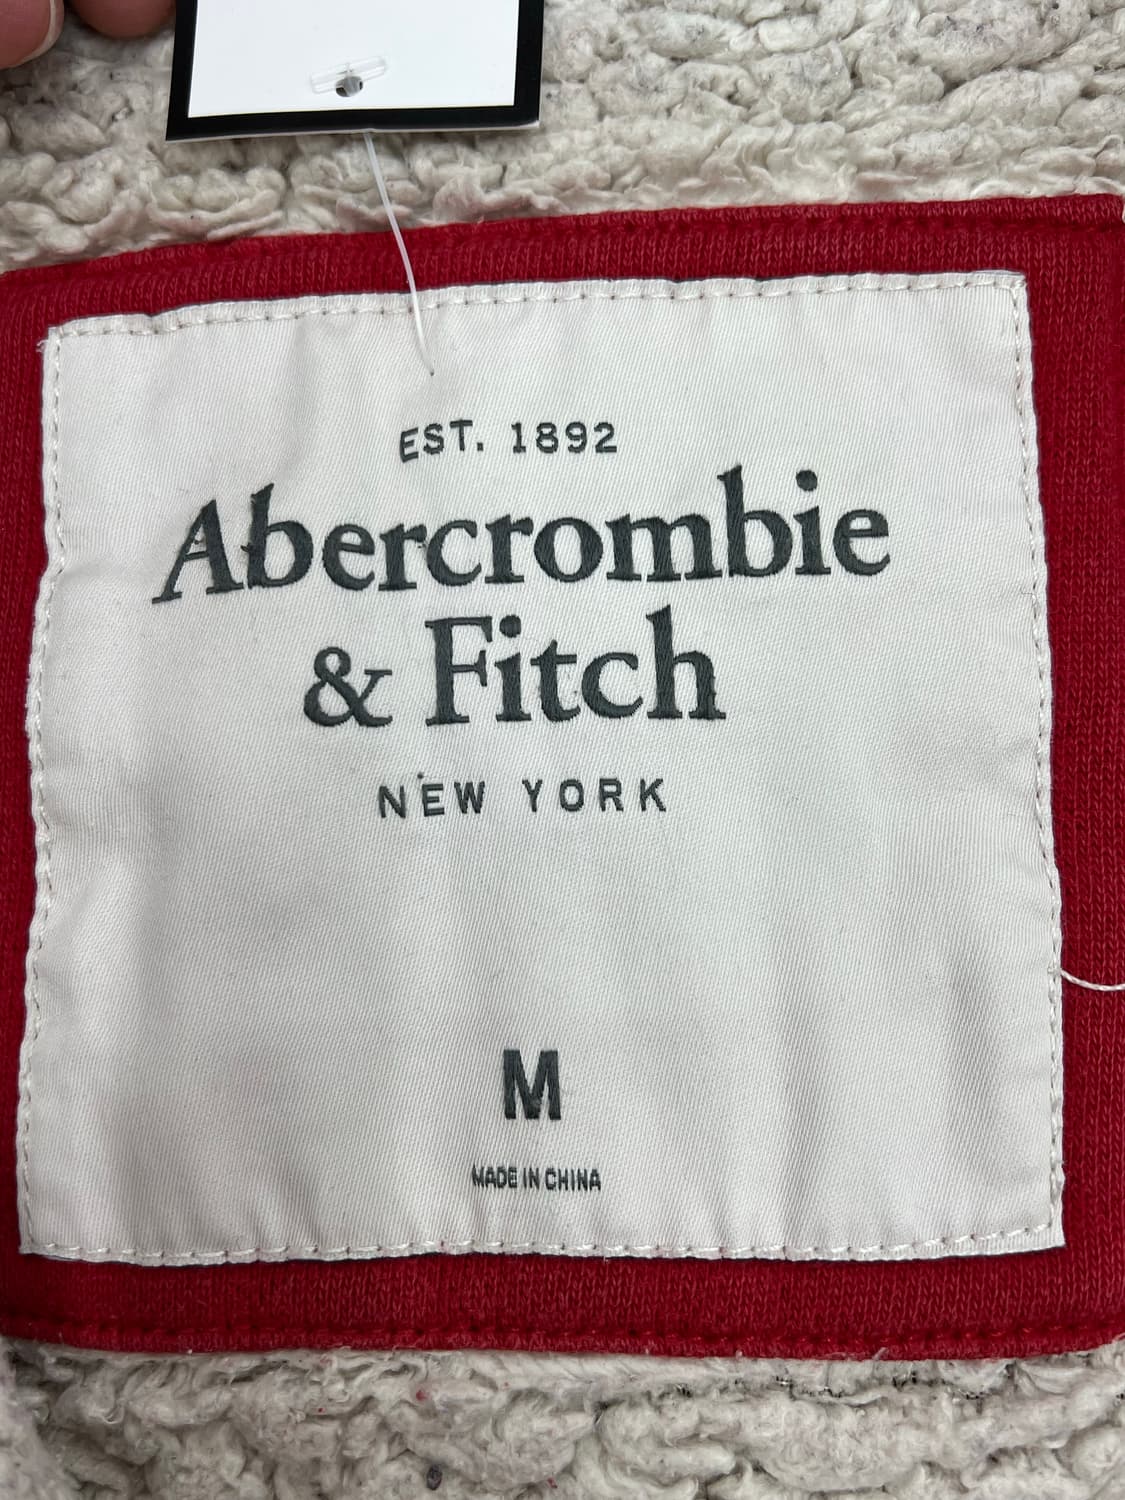 EST. 1892
Abercrombie
& Fitch
NEW YORK
M
MADE IN CHINA